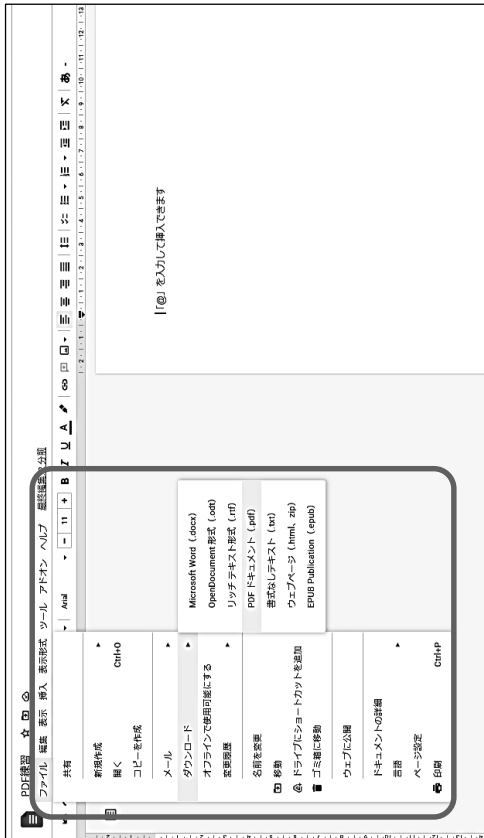 PDF練習
ファイル 編集 表示 挿入 表示形式 ツール アドオン ヘルプ
Arial - 11 + B I U A
共有
新規作成
開く Ctrl+O
コピーを作成
メール
ダウンロード
オフラインで使用可能にする
変更履歴
名前を変更
移動
ドライブにショートカットを追加
ゴミ箱に移動
ウェブに公開
ドキュメントの詳細
言語
ページ設定
印刷 Ctrl+P
Microsoft Word (.docx)
OpenDocument 形式 (.odt)
リッチ テキスト形式 (.rtf)
PDF ドキュメント (.pdf)
書式なしテキスト (.txt)
ウェブページ (.html、zip)
EPUB Publication (.epub)
「@」を入力して挿入できます